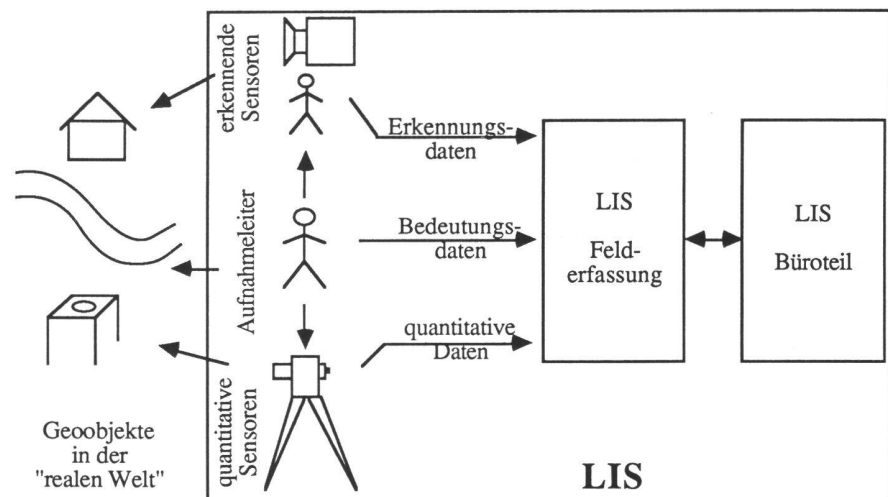 erkennende
Sensoren
Aufnahmeleiter
quantitative
Sensoren
Geoobjekte
in der
"realen Welt"
Erkennungs-
daten
Bedeutungs-
daten
quantitative
Daten
LIS
Feld-
erfassung
LIS
Büroteil
LIS